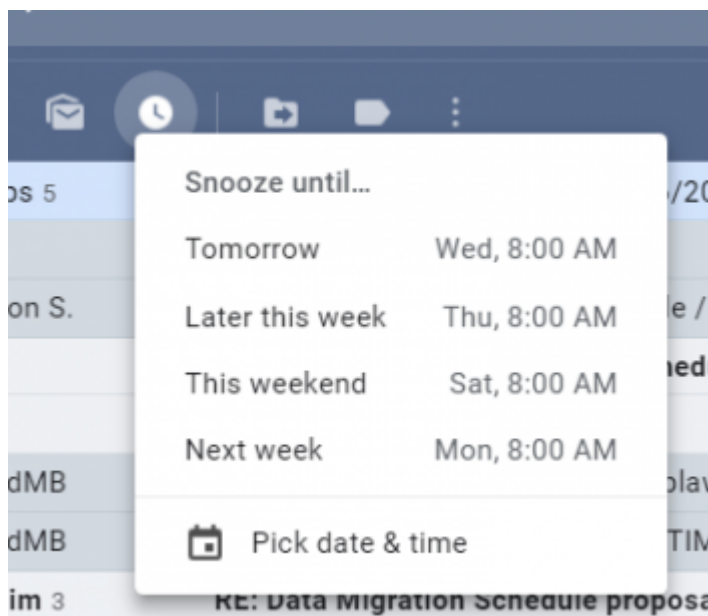 Snooze until...
5
Tomorrow Wed, 8:00 AM
on S.
Later this week Thu, 8:00 AM
This weekend Sat, 8:00 AM
Next week Mon, 8:00 AM
dMB
dMB
Pick date & time
im 3 RE: Data Migration Schedule proposa